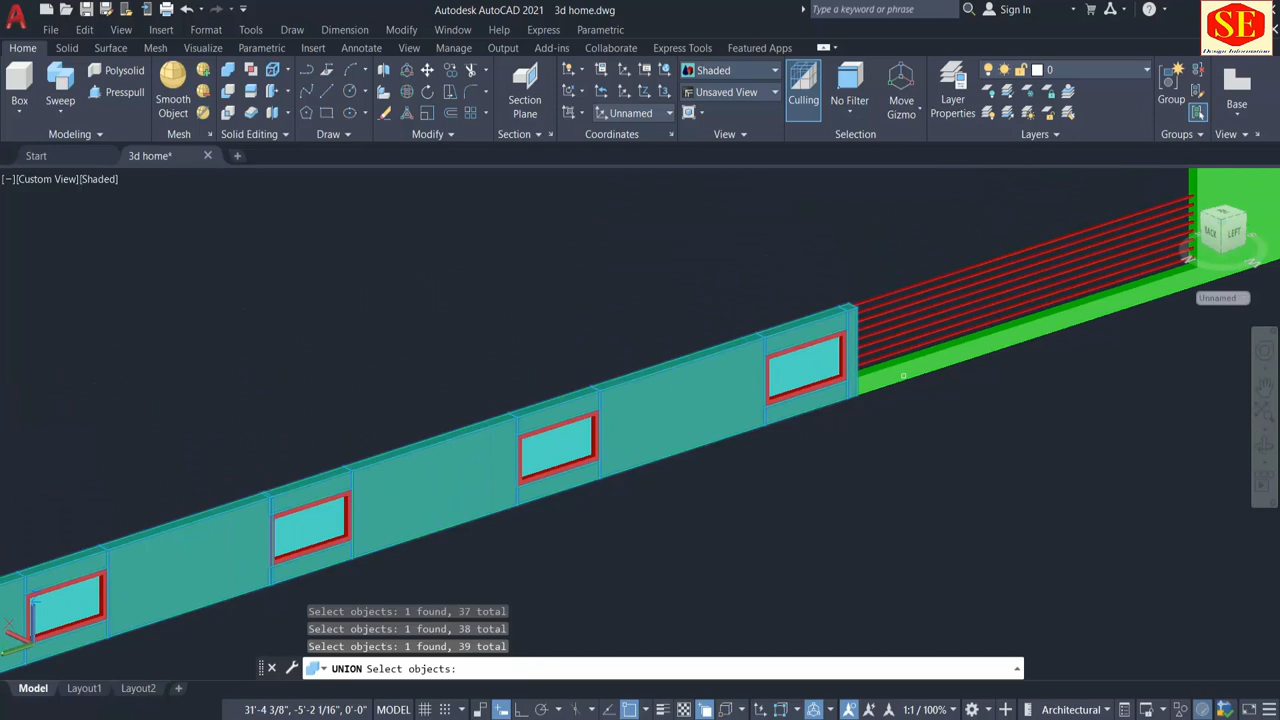 Autodesk AutoCAD 2021 3d home.dwg
Type a keyword or phrase
Sign In
SE
Design Information
File Edit View Insert Format Tools Draw Dimension Modify Window Help Express Parametric
Home Solid Surface Mesh Visualize Parametric Insert Annotate View Manage Output Add-ins Collaborate Express Tools Featured Apps
Box
Sweep
Polysolid
Presspull
Smooth
Object
Section
Plane
Unnamed
Shaded
Unsaved View
Culling
No Filter
Move
Gizmo
Layer
Properties
0
Group
Base
Modeling Mesh Solid Editing Draw Modify Section Coordinates View Selection Layers Groups View
Start 3d home*
[−][Custom View][Shaded]
BACK LEFT
Unnamed
X
Select objects: 1 found, 37 total
Select objects: 1 found, 38 total
Select objects: 1 found, 39 total
UNION Select objects:
Model Layout1 Layout2
31'-4 3/8", -5'-2 1/16", 0'-0" MODEL 1:1 / 100% Architectural